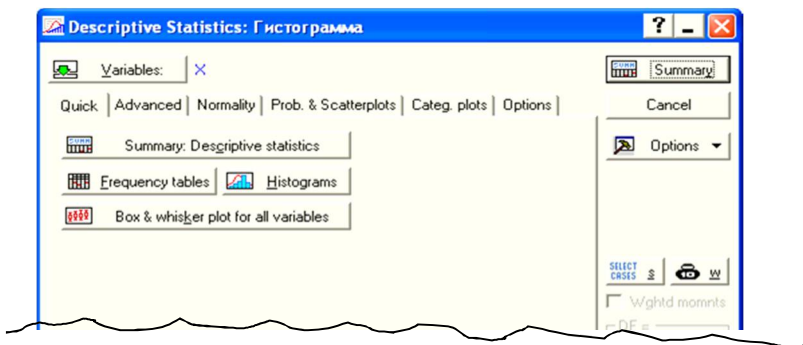 Descriptive Statistics: Гистограмма
Variables: X
Summary
Quick Advanced Normality Prob. & Scatterplots Categ. plots Options
Cancel
Summary: Descriptive statistics
Options
Frequency tables Histograms
Box & whisker plot for all variables
SELECT CASES S W
Wghtd momnts
DF =